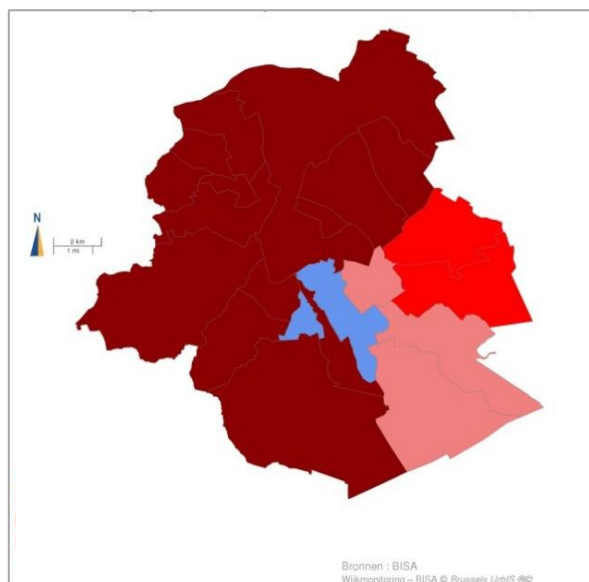 N
2 km
1 mi
Bronnen : BISA
Wijkmonitoring – BISA © Brussels UrbIS ®©